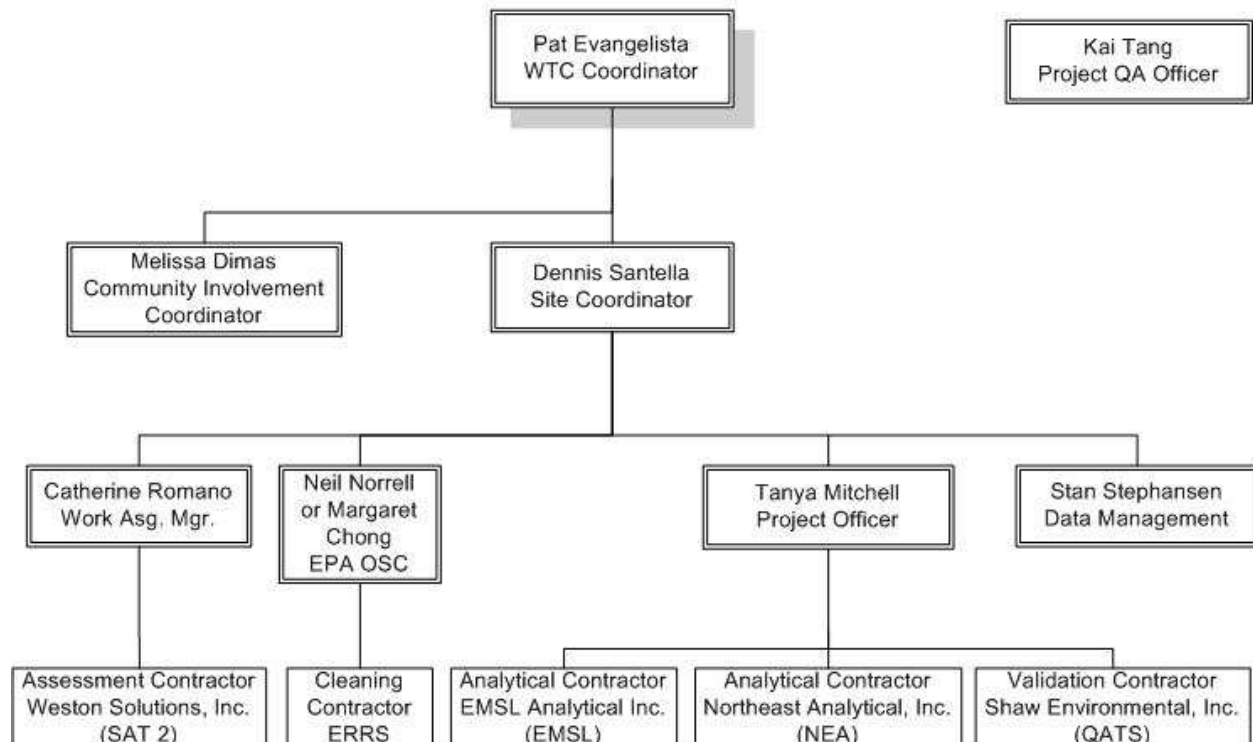 Pat Evangelista
WTC Coordinator
Kai Tang
Project QA Officer
Melissa Dimas
Community Involvement
Coordinator
Dennis Santella
Site Coordinator
Catherine Romano
Work Asg. Mgr.
Neil Norrell
or Margaret
Chong
EPA OSC
Tanya Mitchell
Project Officer
Stan Stephansen
Data Management
Assessment Contractor
Weston Solutions, Inc.
(SAT 2)
Cleaning
Contractor
ERRS
Analytical Contractor
EMSL Analytical Inc.
(EMSL)
Analytical Contractor
Northeast Analytical, Inc.
(NEA)
Validation Contractor
Shaw Environmental, Inc.
(QATS)